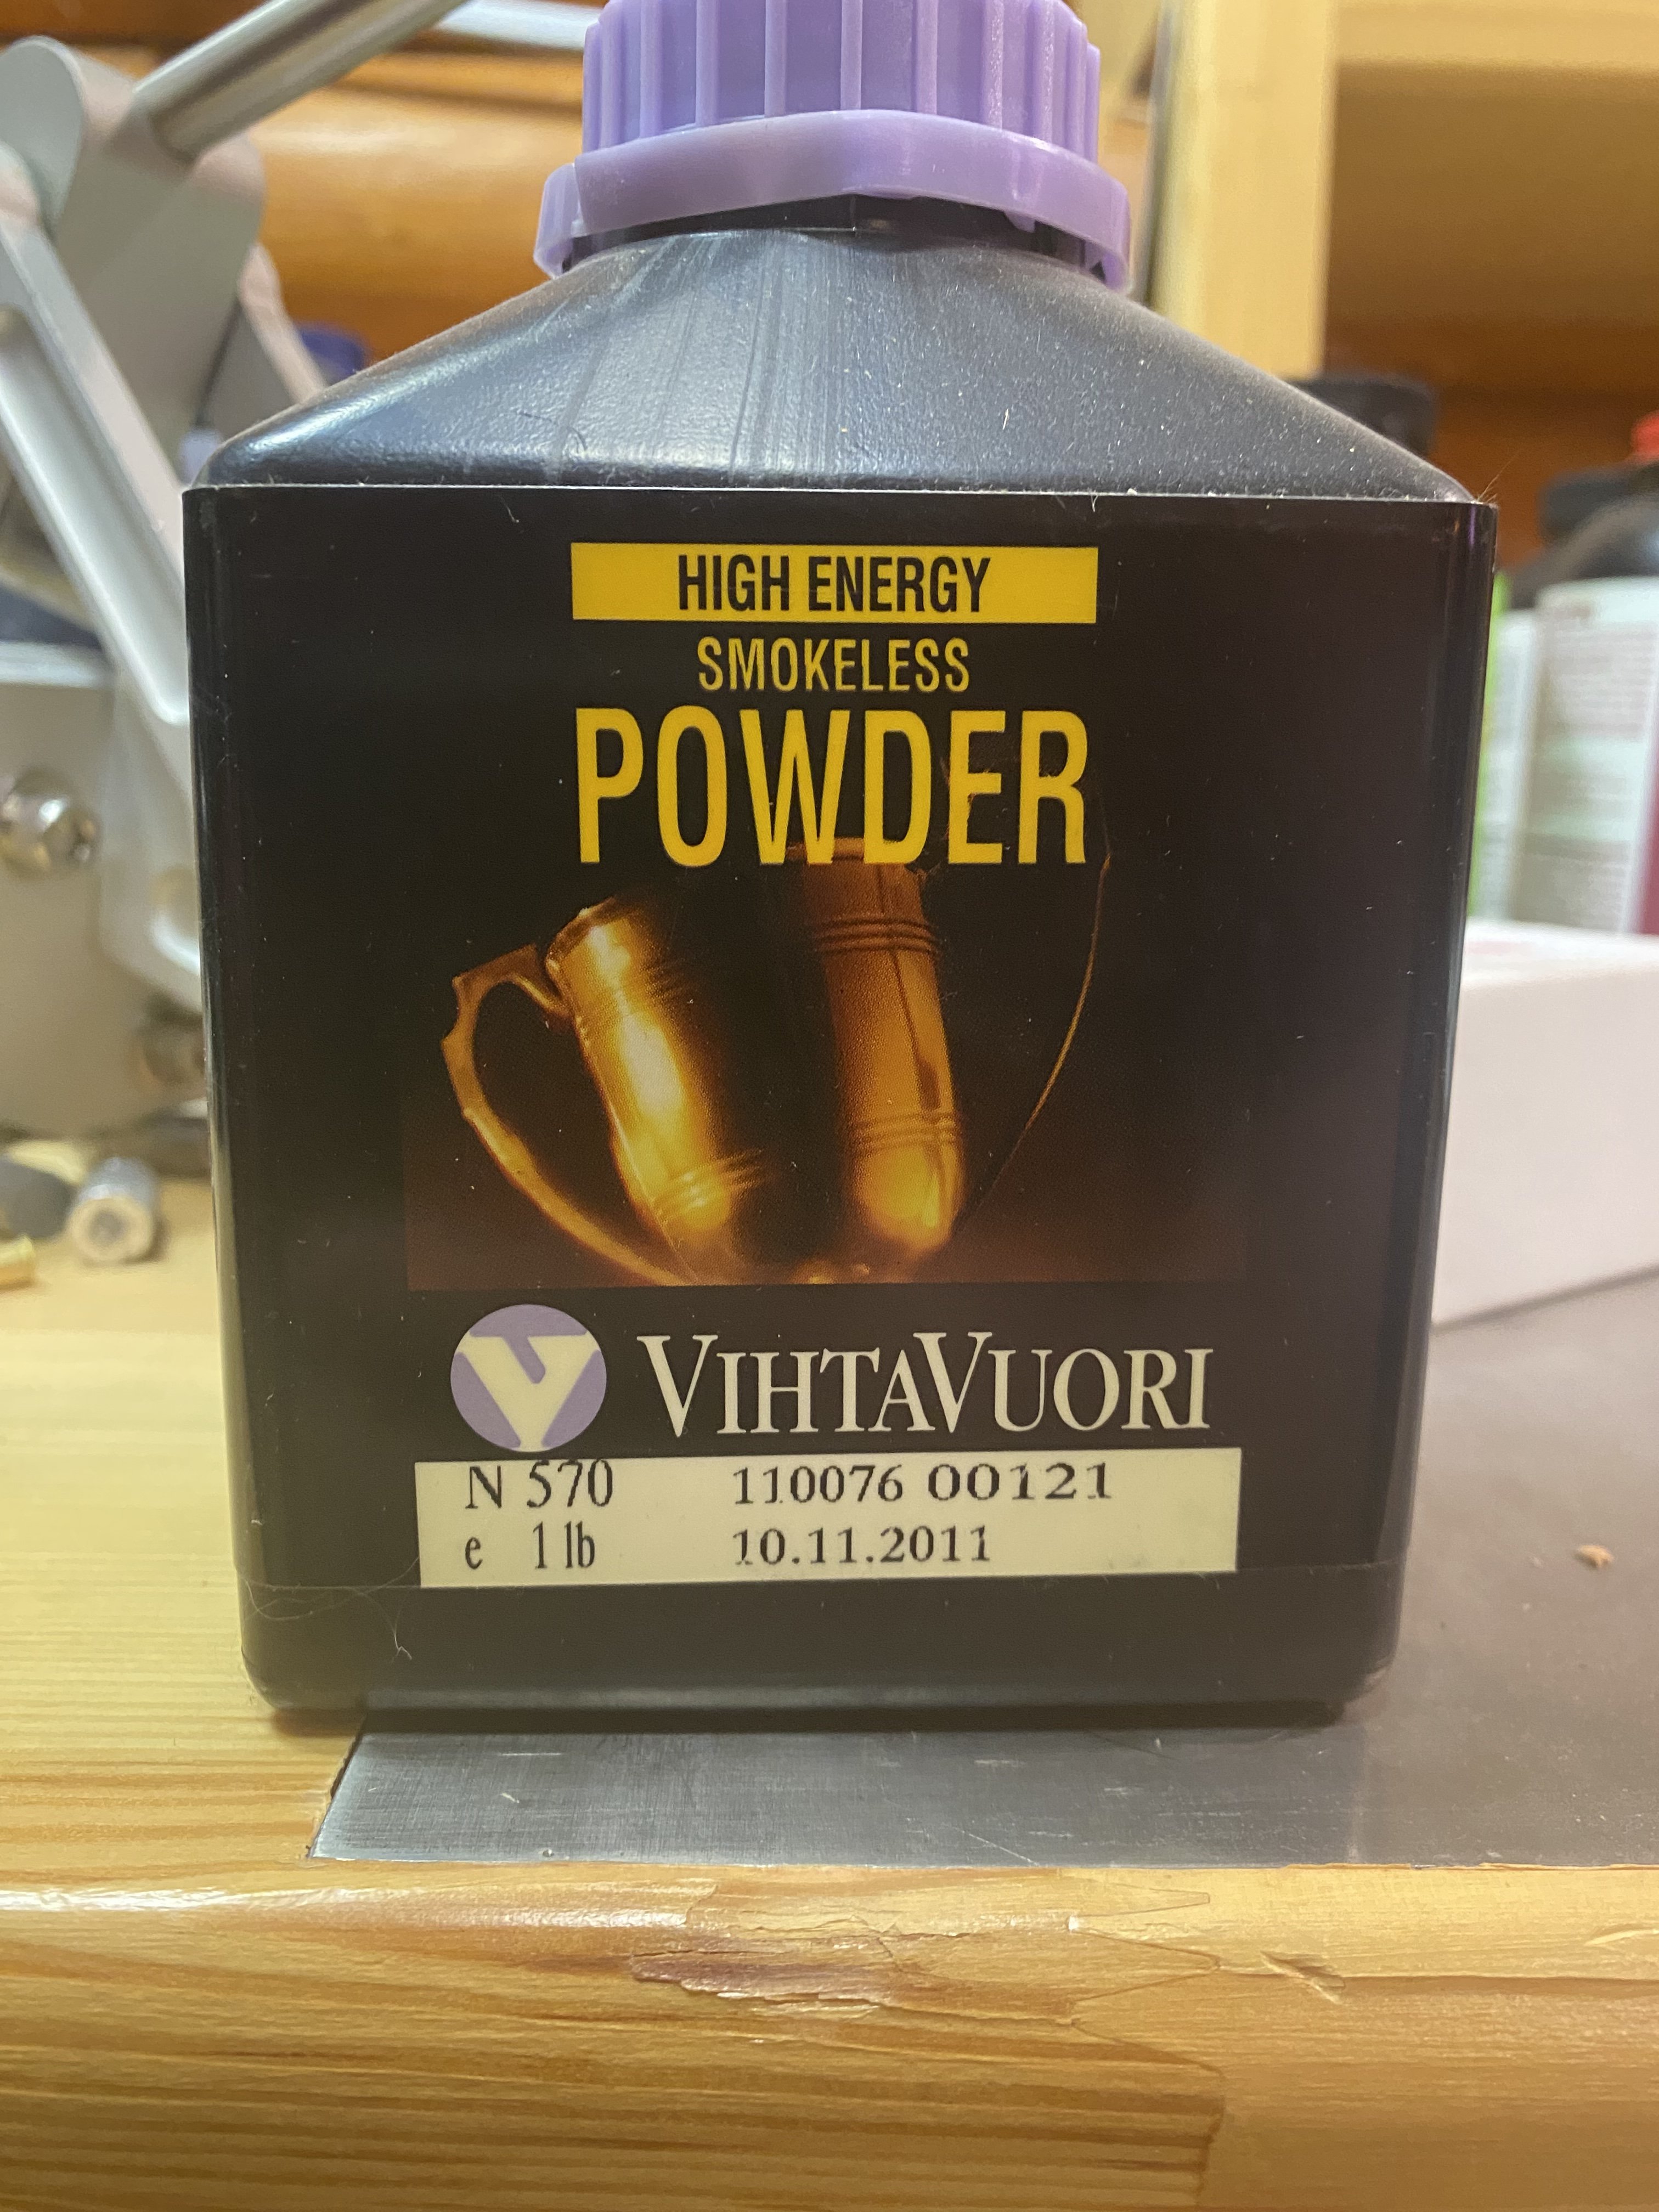 HIGH ENERGY
SMOKELESS
POWDER
VIHTAVUORI
N 570 110076 00121
e 1 lb 10.11.2011